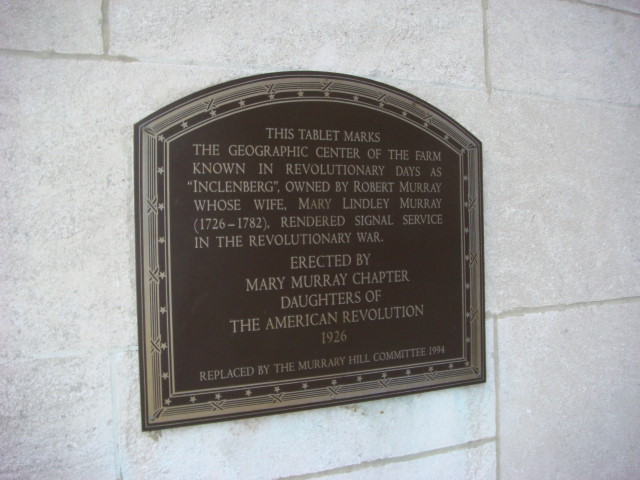 THIS TABLET MARKS
THE GEOGRAPHIC CENTER OF THE FARM
KNOWN IN REVOLUTIONARY DAYS AS
“INCLENBERG”, OWNED BY ROBERT MURRAY
WHOSE WIFE, MARY LINDLEY MURRAY
(1726–1782), RENDERED SIGNAL SERVICE
IN THE REVOLUTIONARY WAR.
ERECTED BY
MARY MURRAY CHAPTER
DAUGHTERS OF
THE AMERICAN REVOLUTION
1926
REPLACED BY THE MURRARY HILL COMMITTEE 1994